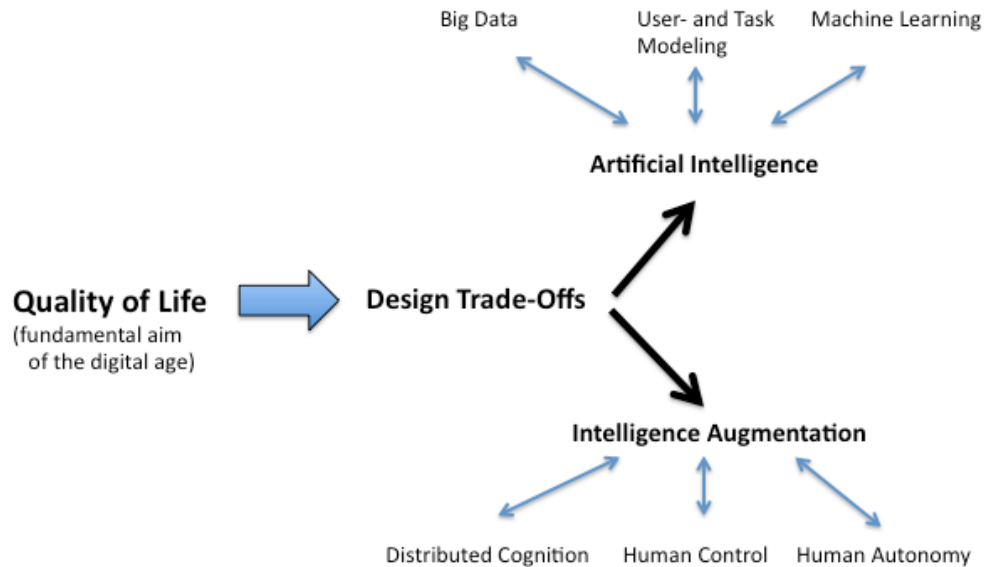 Big Data
User- and Task
Modeling
Machine Learning
Artificial Intelligence
Quality of Life
(fundamental aim
of the digital age)
Design Trade-Offs
Intelligence Augmentation
Distributed Cognition
Human Control
Human Autonomy